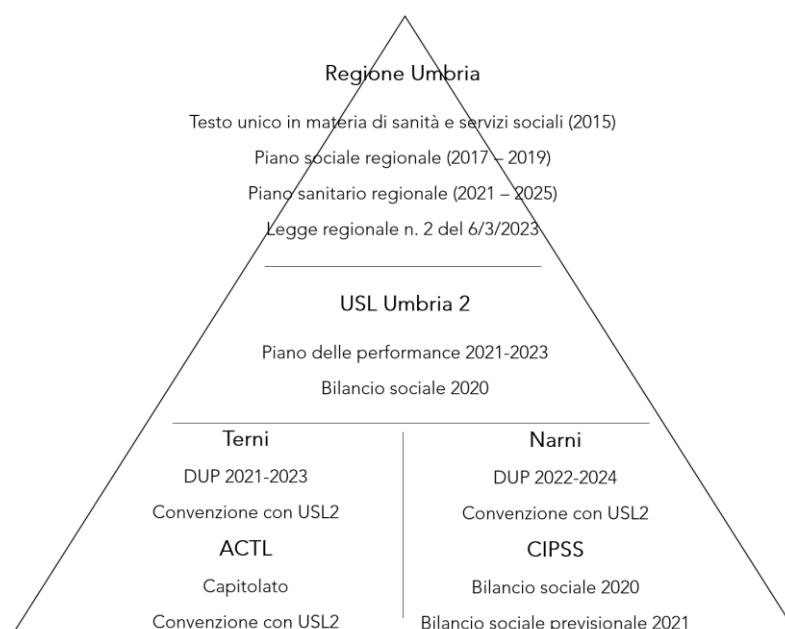 Regione Umbria
Testo unico in materia di sanità e servizi sociali (2015)
Piano sociale regionale (2017 – 2019)
Piano sanitario regionale (2021 – 2025)
Legge regionale n. 2 del 6/3/2023
USL Umbria 2
Piano delle performance 2021-2023
Bilancio sociale 2020
Terni
DUP 2021-2023
Convenzione con USL2
ACTL
Capitolato
Convenzione con USL2
Narni
DUP 2022-2024
Convenzione con USL2
CIPSS
Bilancio sociale 2020
Bilancio sociale previsionale 2021